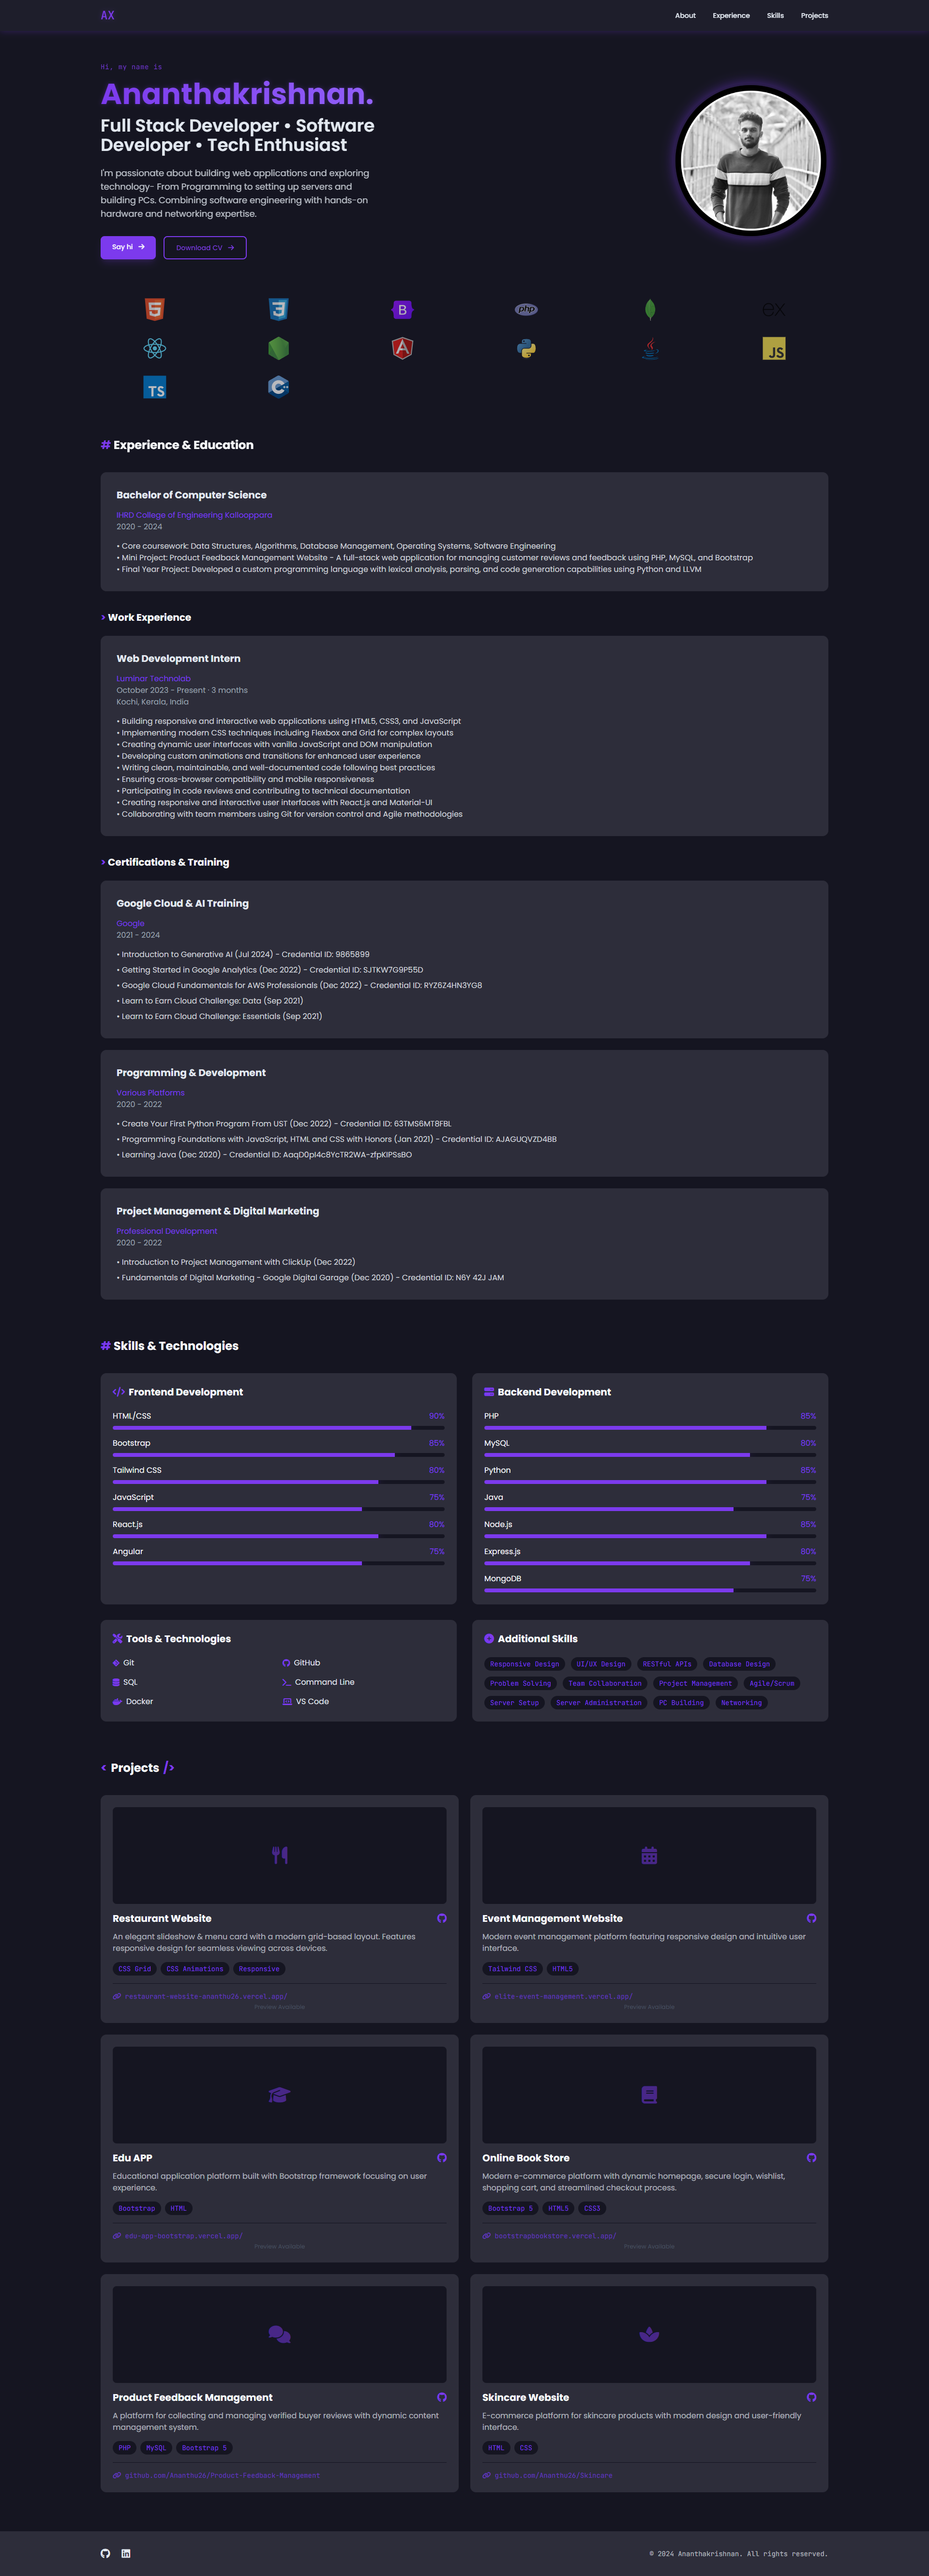 AX
About Experience Skills Projects
Hi, my name is
Ananthakrishnan.
Full Stack Developer • Software
Developer • Tech Enthusiast
I'm passionate about building web applications and exploring
technology- From Programming to setting up servers and
building PCs. Combining software engineering with hands-on
hardware and networking expertise.
Say hi → Download CV →
5 3 B php ex
A JS
TS C++
# Experience & Education
Bachelor of Computer Science
IHRD College of Engineering Kallooppara
2020 - 2024
• Core coursework: Data Structures, Algorithms, Database Management, Operating Systems, Software Engineering
• Mini Project: Product Feedback Management Website - A full-stack web application for managing customer reviews and feedback using PHP, MySQL, and Bootstrap
• Final Year Project: Developed a custom programming language with lexical analysis, parsing, and code generation capabilities using Python and LLVM
> Work Experience
Web Development Intern
Luminar Technolab
October 2023 - Present · 3 months
Kochi, Kerala, India
• Building responsive and interactive web applications using HTML5, CSS3, and JavaScript
• Implementing modern CSS techniques including Flexbox and Grid for complex layouts
• Creating dynamic user interfaces with vanilla JavaScript and DOM manipulation
• Developing custom animations and transitions for enhanced user experience
• Writing clean, maintainable, and well-documented code following best practices
• Ensuring cross-browser compatibility and mobile responsiveness
• Participating in code reviews and contributing to technical documentation
• Creating responsive and interactive user interfaces with React.js and Material-UI
• Collaborating with team members using Git for version control and Agile methodologies
> Certifications & Training
Google Cloud & AI Training
Google
2021 - 2024
• Introduction to Generative AI (Jul 2024) - Credential ID: 9865899
• Getting Started in Google Analytics (Dec 2022) - Credential ID: SJTKW7G9P55D
• Google Cloud Fundamentals for AWS Professionals (Dec 2022) - Credential ID: RYZ6Z4HN3YG8
• Learn to Earn Cloud Challenge: Data (Sep 2021)
• Learn to Earn Cloud Challenge: Essentials (Sep 2021)
Programming & Development
Various Platforms
2020 - 2022
• Create Your First Python Program From UST (Dec 2022) - Credential ID: 63TMS6MT8FBL
• Programming Foundations with JavaScript, HTML and CSS with Honors (Jan 2021) - Credential ID: AJAGUQVZD4BB
• Learning Java (Dec 2020) - Credential ID: AaqD0pI4c8YcTR2WA-zfpKIPSsBO
Project Management & Digital Marketing
Professional Development
2020 - 2022
• Introduction to Project Management with ClickUp (Dec 2022)
• Fundamentals of Digital Marketing - Google Digital Garage (Dec 2020) - Credential ID: N6Y 42J JAM
# Skills & Technologies
Frontend Development
HTML/CSS 90%
Bootstrap 85%
Tailwind CSS 80%
JavaScript 75%
React.js 80%
Angular 75%
Backend Development
PHP 85%
MySQL 80%
Python 85%
Java 75%
Node.js 85%
Express.js 80%
MongoDB 75%
Tools & Technologies
Git GitHub
SQL Command Line
Docker VS Code
Additional Skills
Responsive Design UI/UX Design RESTful APIs Database Design
Problem Solving Team Collaboration Project Management Agile/Scrum
Server Setup Server Administration PC Building Networking
< Projects />
Restaurant Website
An elegant slideshow & menu card with a modern grid-based layout. Features
responsive design for seamless viewing across devices.
CSS Grid CSS Animations Responsive
restaurant-website-ananthu26.vercel.app/
Preview Available
Event Management Website
Modern event management platform featuring responsive design and intuitive user
interface.
Tailwind CSS HTML5
elite-event-management.vercel.app/
Preview Available
Edu APP
Educational application platform built with Bootstrap framework focusing on user
experience.
Bootstrap HTML
edu-app-bootstrap.vercel.app/
Preview Available
Online Book Store
Modern e-commerce platform with dynamic homepage, secure login, wishlist,
shopping cart, and streamlined checkout process.
Bootstrap 5 HTML5 CSS3
bootstrapbookstore.vercel.app/
Preview Available
Product Feedback Management
A platform for collecting and managing verified buyer reviews with dynamic content
management system.
PHP MySQL Bootstrap 5
github.com/Ananthu26/Product-Feedback-Management
Skincare Website
E-commerce platform for skincare products with modern design and user-friendly
interface.
HTML CSS
github.com/Ananthu26/Skincare
© 2024 Ananthakrishnan. All rights reserved.